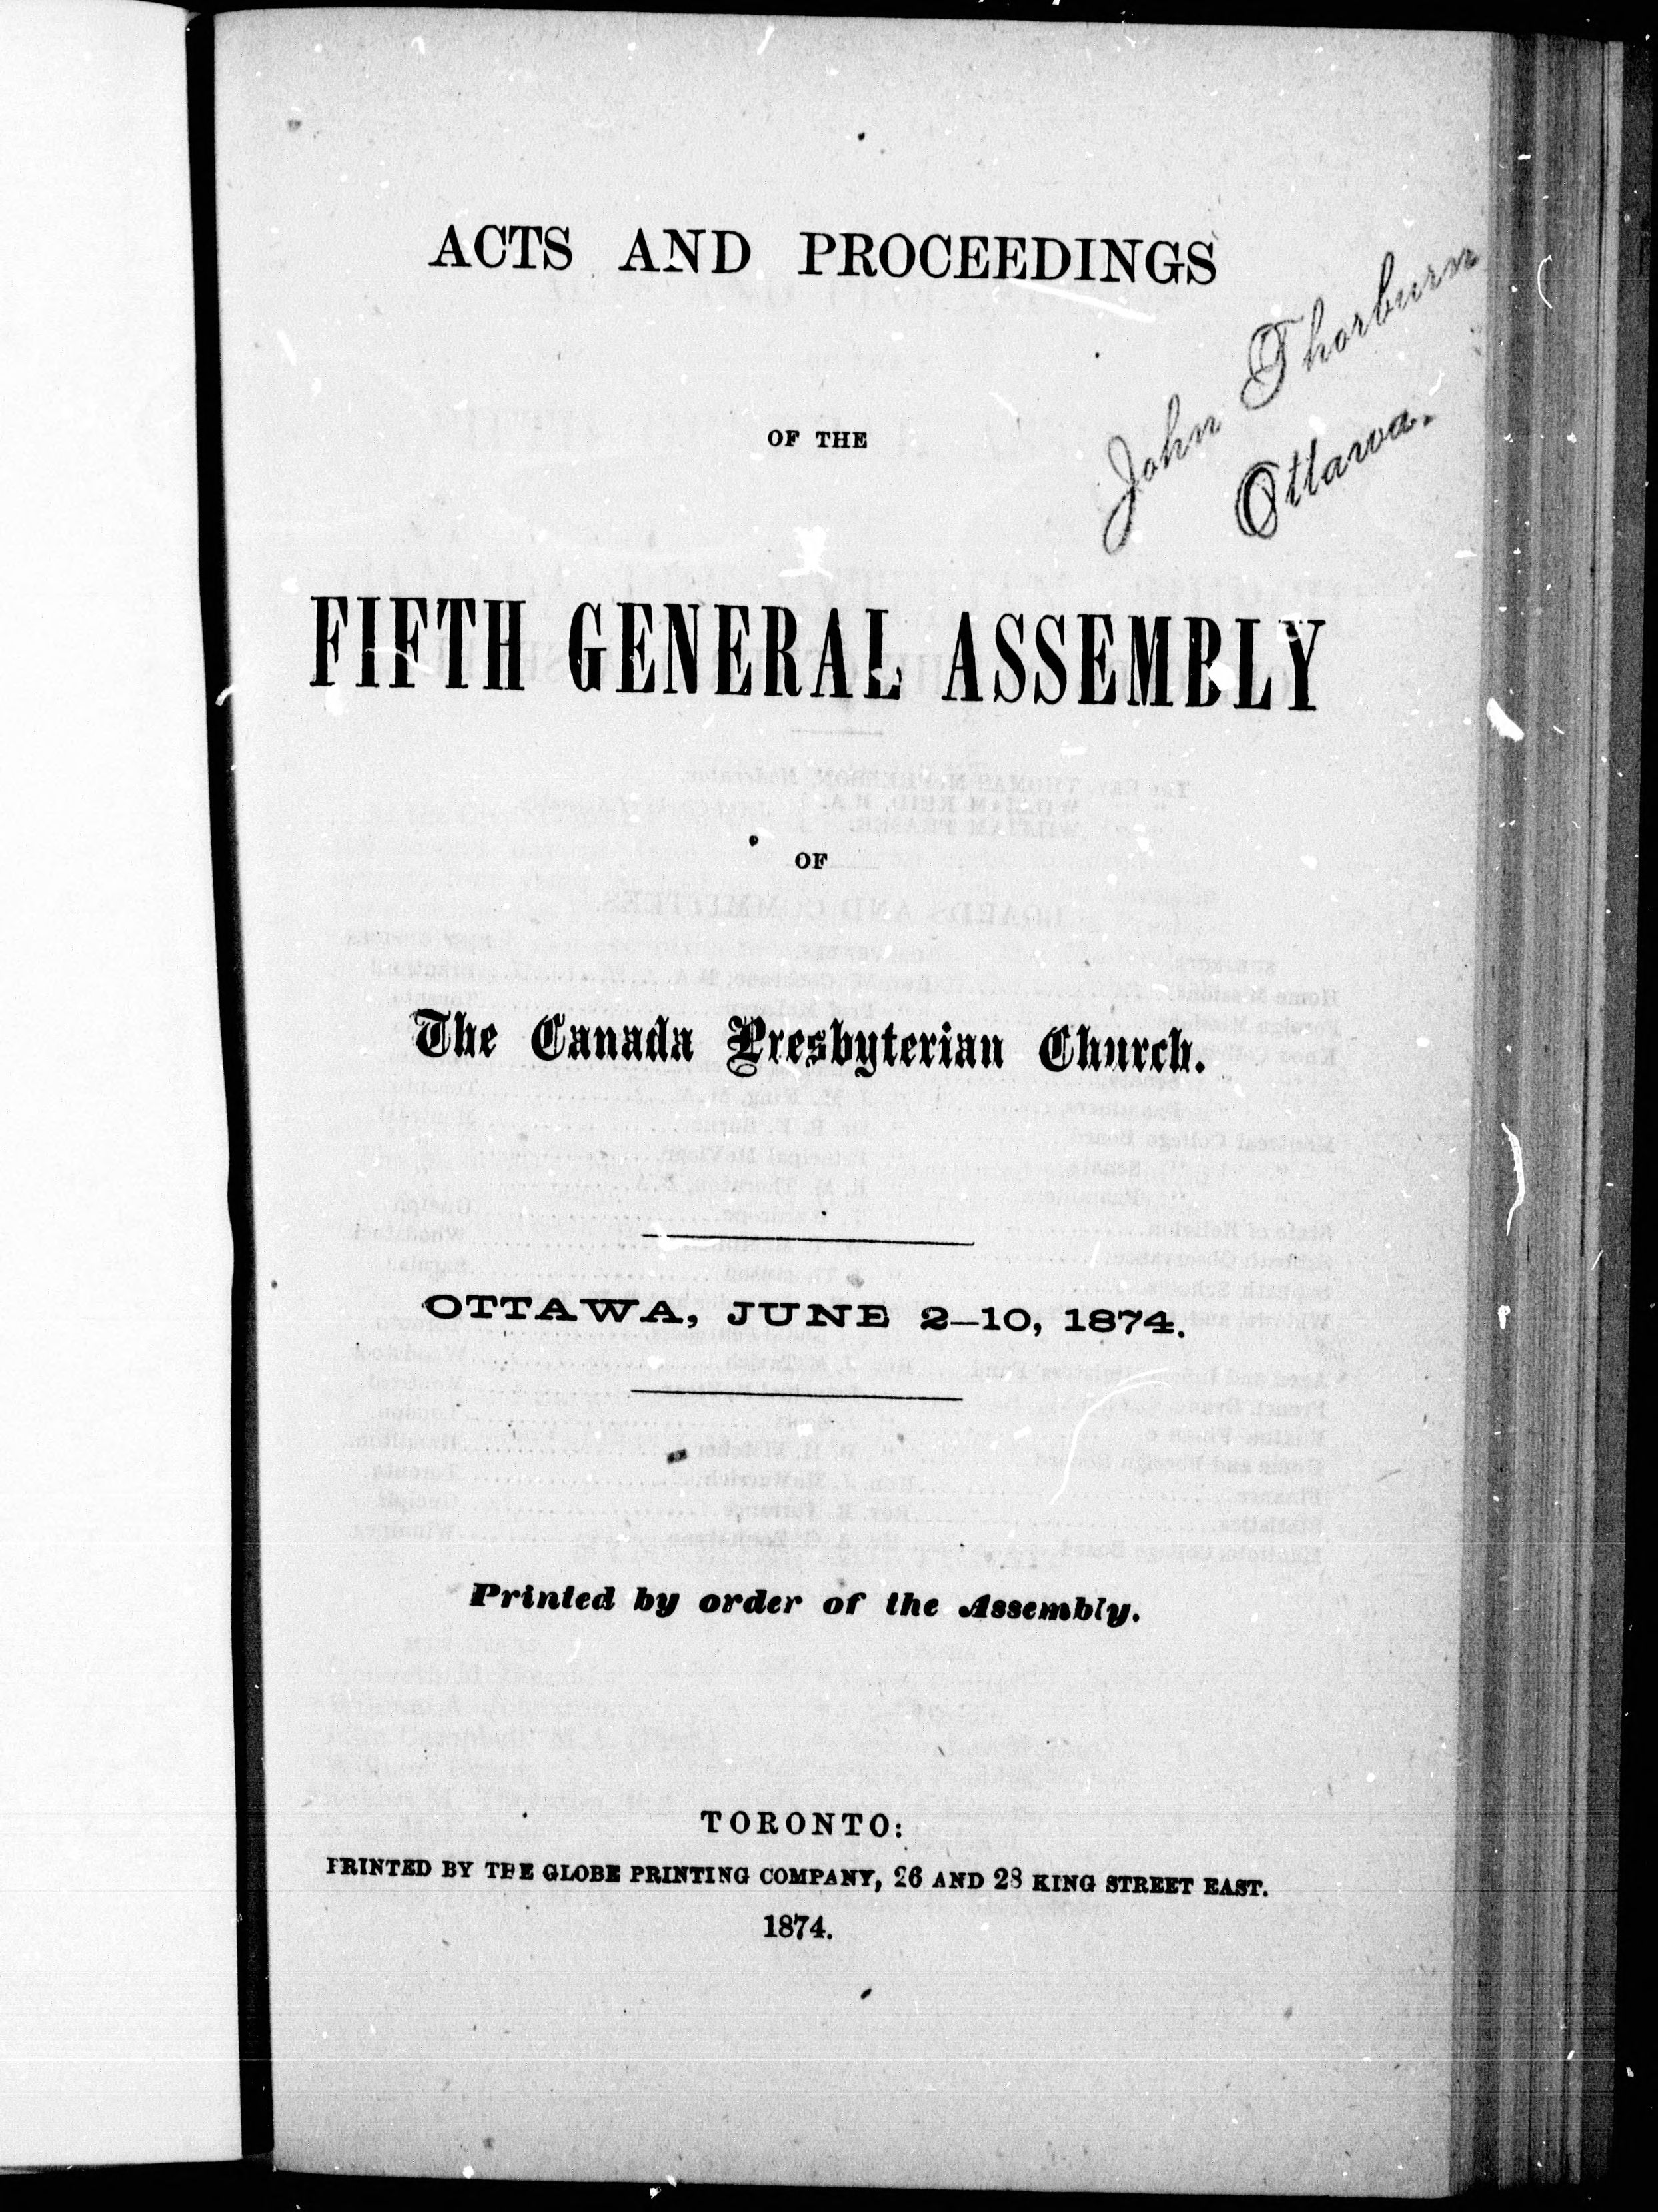 ACTS AND PROCEEDINGS
John Thorburn
Ottawa.
OF THE
FIFTH GENERAL ASSEMBLY
OF
The Canada Presbyterian Church.
OTTAWA, JUNE 2–10, 1874.
Printed by order of the Assembly.
TORONTO:
PRINTED BY THE GLOBE PRINTING COMPANY, 26 AND 28 KING STREET EAST.
1874.